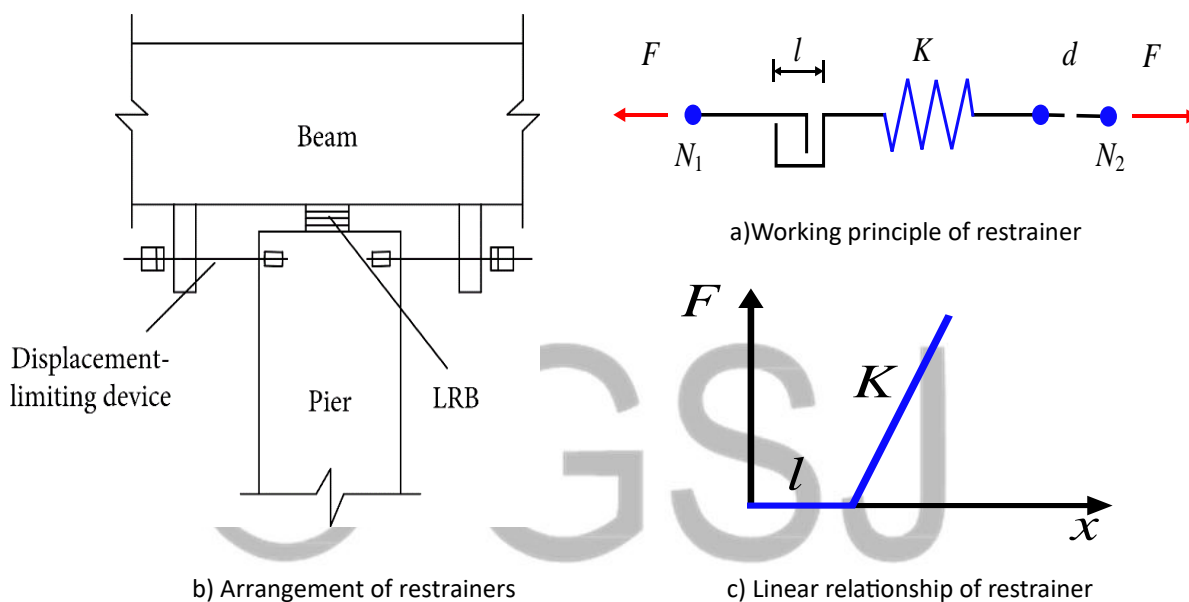 Beam
Displacement-
limiting device
Pier
LRB
b) Arrangement of restrainers
F
l
K
d
F
N1
N2
a)Working principle of restrainer
F
K
l
x
c) Linear relationship of restrainer
GSJ